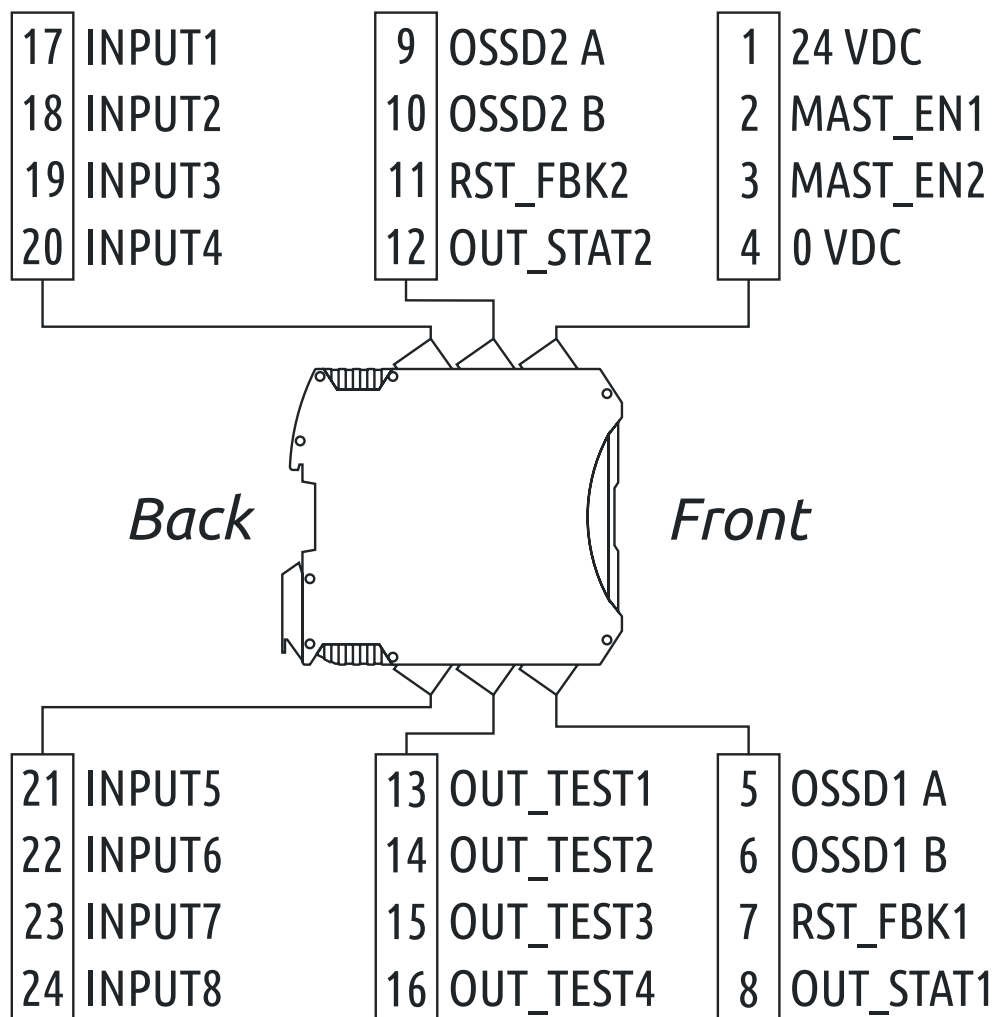 17 INPUT1
18 INPUT2
19 INPUT3
20 INPUT4
9 OSSD2 A
10 OSSD2 B
11 RST_FBK2
12 OUT_STAT2
1 24 VDC
2 MAST_EN1
3 MAST_EN2
4 0 VDC
Back
Front
21 INPUT5
22 INPUT6
23 INPUT7
24 INPUT8
13 OUT_TEST1
14 OUT_TEST2
15 OUT_TEST3
16 OUT_TEST4
5 OSSD1 A
6 OSSD1 B
7 RST_FBK1
8 OUT_STAT1